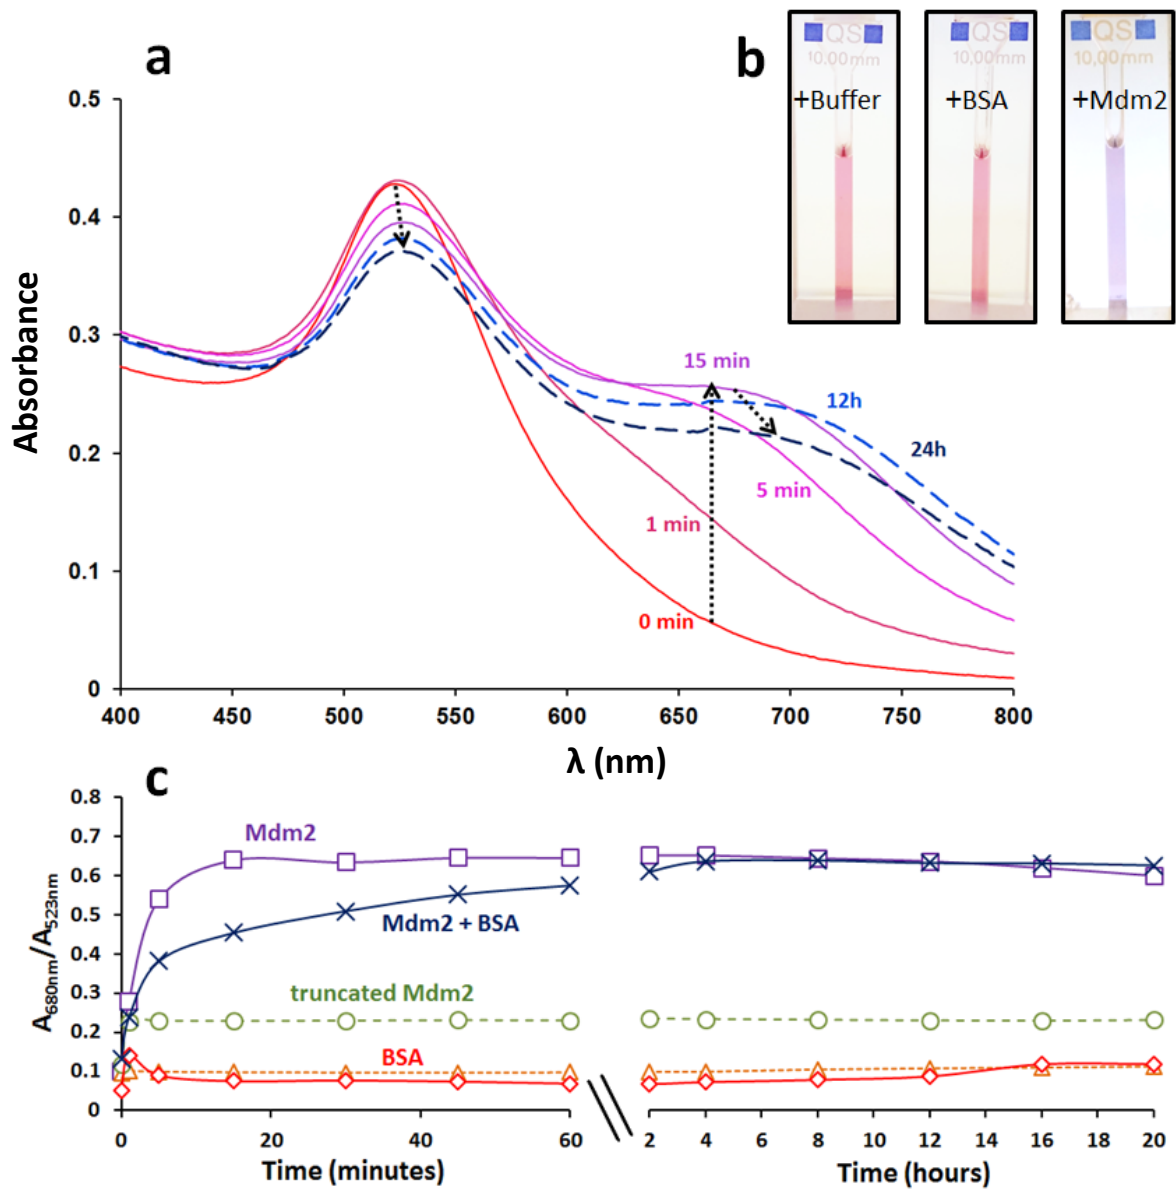 a
b
QS
10.00mm
+Buffer
QS
10,00mm
+BSA
QS
10,00mm
+Mdm2
Absorbance
0.5
0.4
0.3
0.2
0.1
0
15 min
12h
24h
5 min
1 min
0 min
400 450 500 550 600 650 700 750 800
λ (nm)
c
A680nm/A523nm
0.8
0.7
0.6
0.5
0.4
0.3
0.2
0.1
0
Mdm2
Mdm2 + BSA
truncated Mdm2
BSA
0 20 40 60 2 4 6 8 10 12 14 16 18 20
Time (minutes) Time (hours)